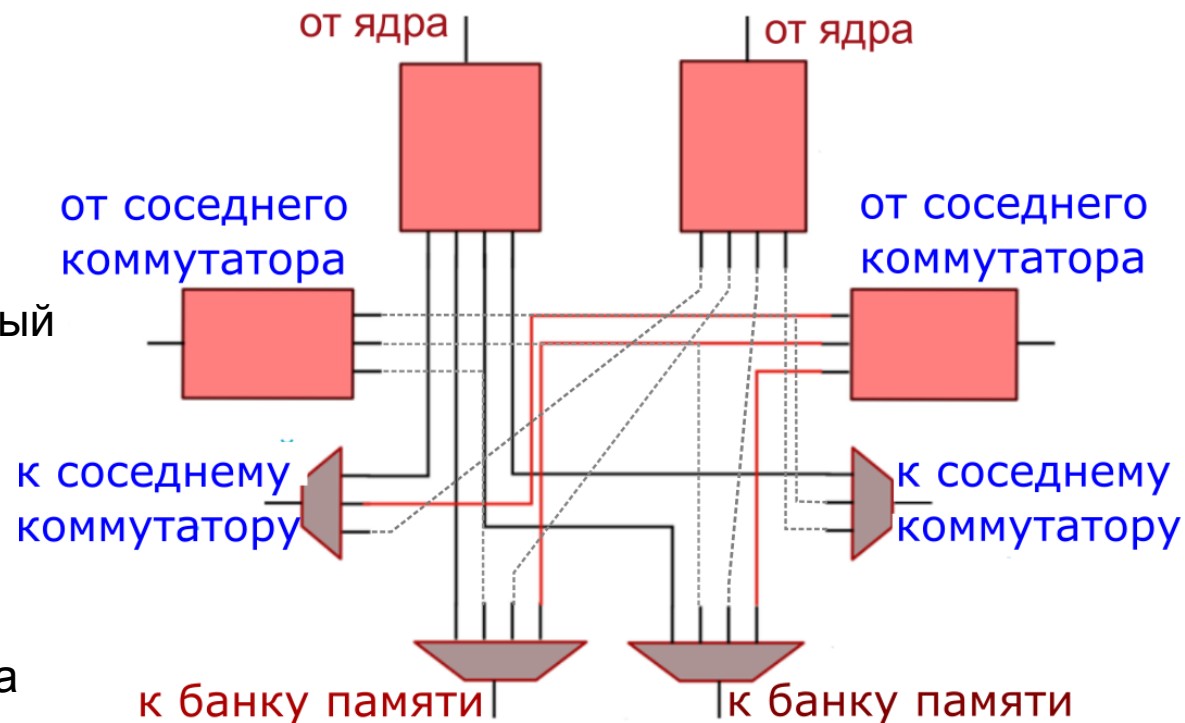 от ядра
от ядра
от соседнего
коммутатора
от соседнего
коммутатора
ый
к соседнему
коммутатору
к соседнему
коммутатору
а
к банку памяти
к банку памяти